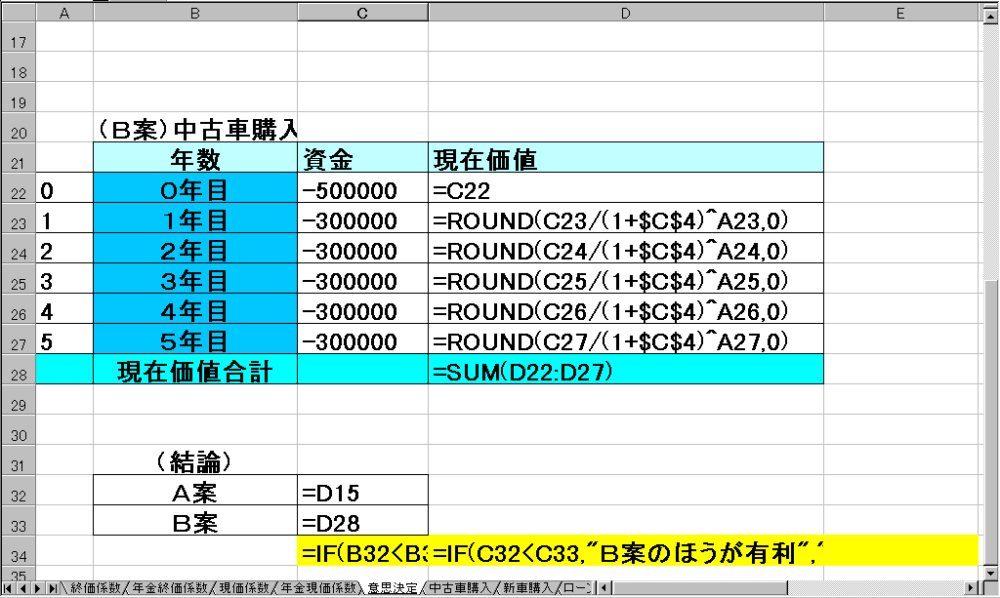 A B C D E
17
18
19
20 （Ｂ案）中古車購入
21 年数 資金 現在価値
22 0 ０年目 -500000 =C22
23 1 １年目 -300000 =ROUND(C23/(1+$C$4)^A23,0)
24 2 ２年目 -300000 =ROUND(C24/(1+$C$4)^A24,0)
25 3 ３年目 -300000 =ROUND(C25/(1+$C$4)^A25,0)
26 4 ４年目 -300000 =ROUND(C26/(1+$C$4)^A26,0)
27 5 ５年目 -300000 =ROUND(C27/(1+$C$4)^A27,0)
28 現在価値合計 =SUM(D22:D27)
29
30
31 （結論）
32 Ａ案 =D15
33 Ｂ案 =D28
34 =IF(B32<B3 =IF(C32<C33,"Ｂ案のほうが有利","
35
終価係数 / 年金終価係数 / 現価係数 / 年金現価係数 / 意思決定 / 中古車購入 / 新車購入 / ロー